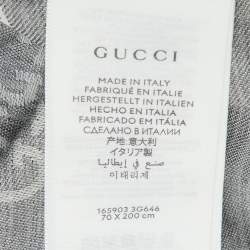 GUCCI
MADE IN ITALY
FABRIQUÉ EN ITALIE
HERGESTELLT IN ITALIEN
HECHO EN ITALIA
FABRICADO EM ITÁLIA
СДЕЛАНО В ИТАЛИИ
产地:意大利
イタリア製
صنع في إيطاليا
이태리제
165903 3G646
70 X 200 cm